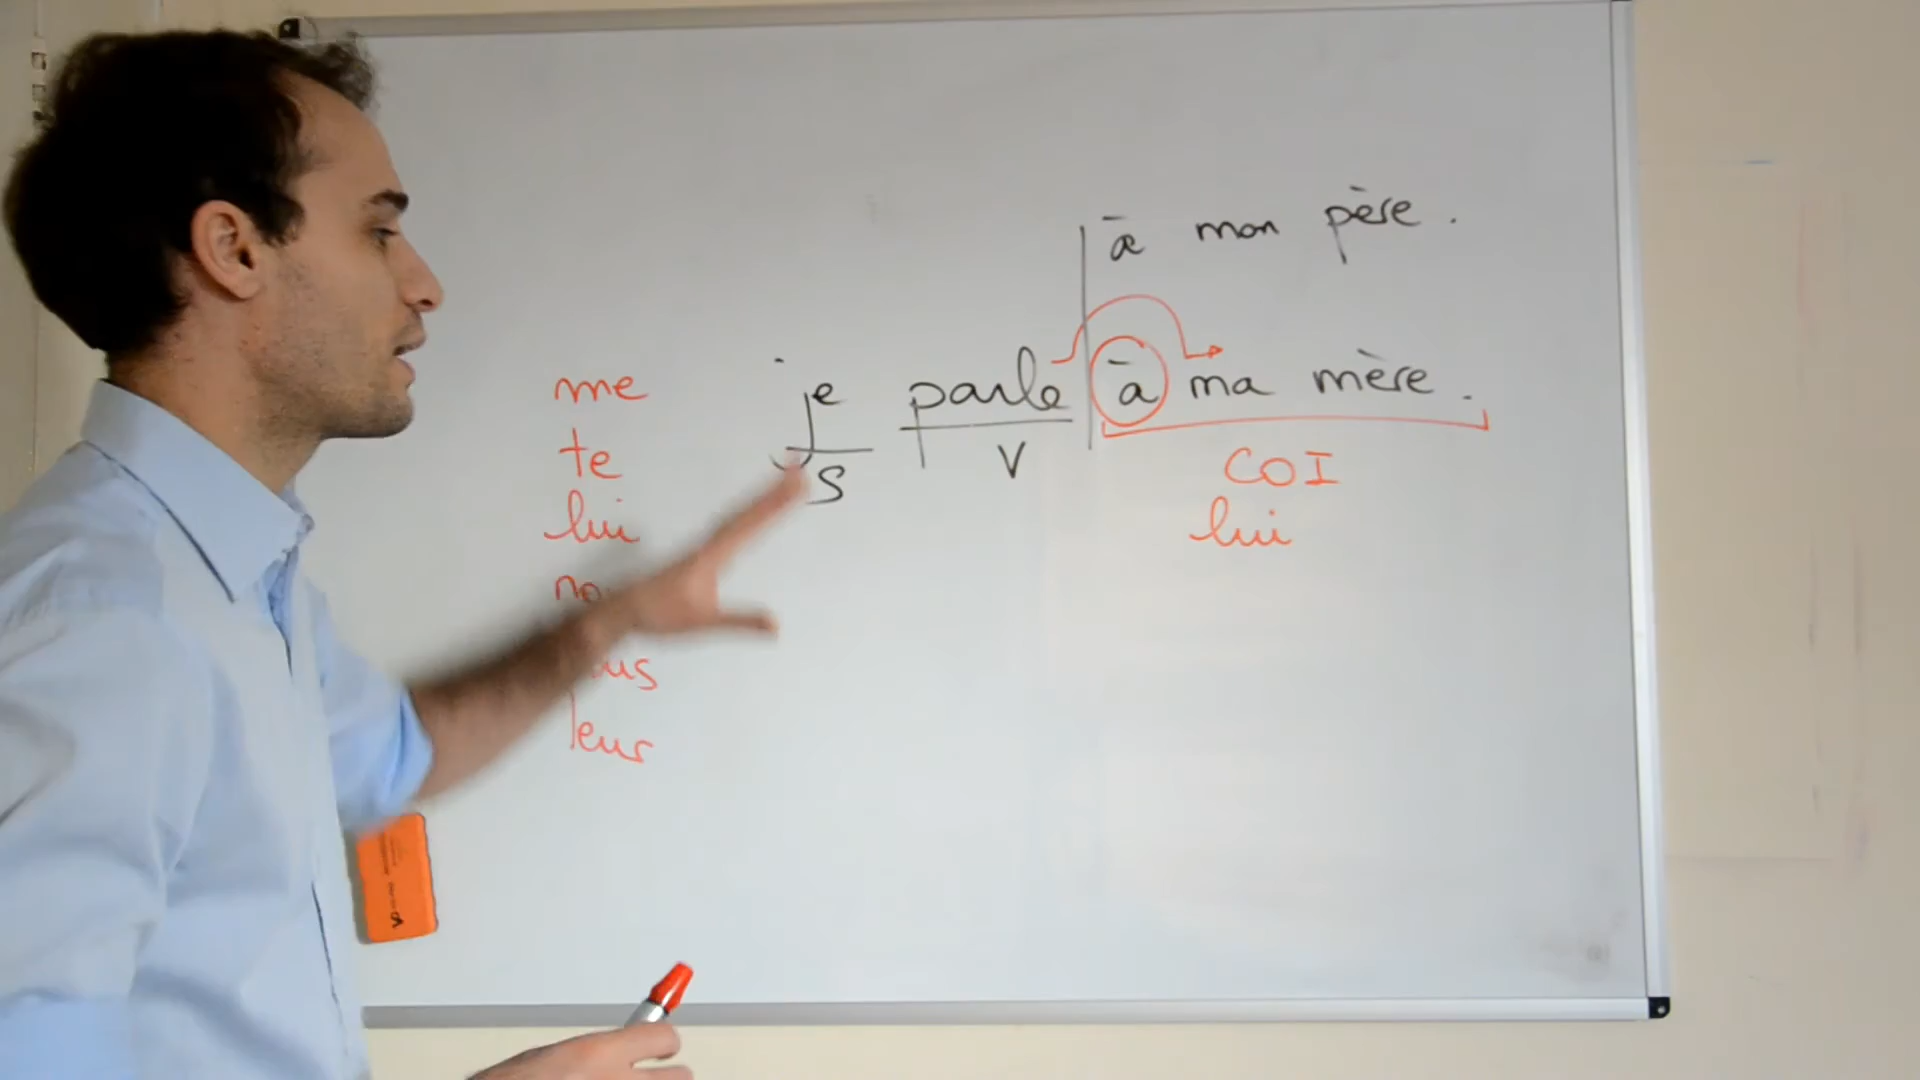 à mon père.
je parle à ma mère.
S V COI
lui
me
te
lui
leur